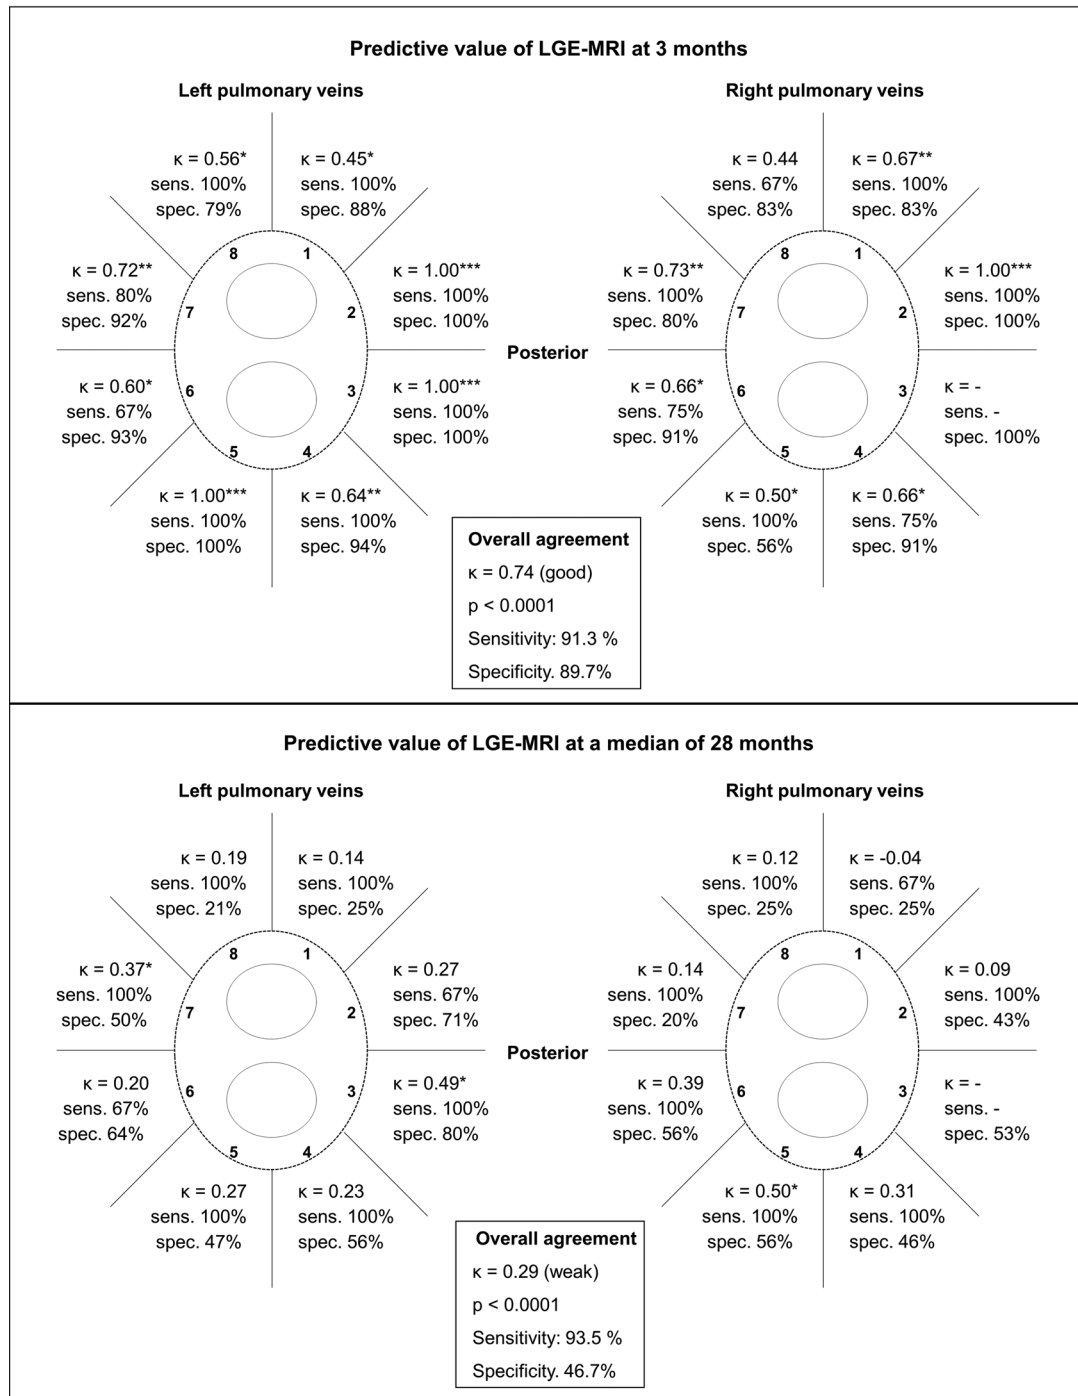 Predictive value of LGE-MRI at 3 months
Left pulmonary veins
Right pulmonary veins
κ = 0.56*
sens. 100%
spec. 79%
κ = 0.45*
sens. 100%
spec. 88%
κ = 0.44
sens. 67%
spec. 83%
κ = 0.67**
sens. 100%
spec. 83%
8
1
8
1
κ = 0.72**
sens. 80%
spec. 92%
7
2
κ = 1.00***
sens. 100%
spec. 100%
κ = 0.73**
sens. 100%
spec. 80%
7
2
κ = 1.00***
sens. 100%
spec. 100%
Posterior
κ = 0.60*
sens. 67%
spec. 93%
6
3
κ = 1.00***
sens. 100%
spec. 100%
κ = 0.66*
sens. 75%
spec. 91%
6
3
κ = -
sens. -
spec. 100%
5
4
5
4
κ = 1.00***
sens. 100%
spec. 100%
κ = 0.64**
sens. 100%
spec. 94%
κ = 0.50*
sens. 100%
spec. 56%
κ = 0.66*
sens. 75%
spec. 91%
Overall agreement
κ = 0.74 (good)
p < 0.0001
Sensitivity: 91.3 %
Specificity. 89.7%
Predictive value of LGE-MRI at a median of 28 months
Left pulmonary veins
Right pulmonary veins
κ = 0.19
sens. 100%
spec. 21%
κ = 0.14
sens. 100%
spec. 25%
κ = 0.12
sens. 100%
spec. 25%
κ = -0.04
sens. 67%
spec. 25%
8
1
8
1
κ = 0.37*
sens. 100%
spec. 50%
7
2
κ = 0.27
sens. 67%
spec. 71%
κ = 0.14
sens. 100%
spec. 20%
7
2
κ = 0.09
sens. 100%
spec. 43%
Posterior
κ = 0.20
sens. 67%
spec. 64%
6
3
κ = 0.49*
sens. 100%
spec. 80%
κ = 0.39
sens. 100%
spec. 56%
6
3
κ = -
sens. -
spec. 53%
5
4
5
4
κ = 0.27
sens. 100%
spec. 47%
κ = 0.23
sens. 100%
spec. 56%
κ = 0.50*
sens. 100%
spec. 56%
κ = 0.31
sens. 100%
spec. 46%
Overall agreement
κ = 0.29 (weak)
p < 0.0001
Sensitivity: 93.5 %
Specificity. 46.7%